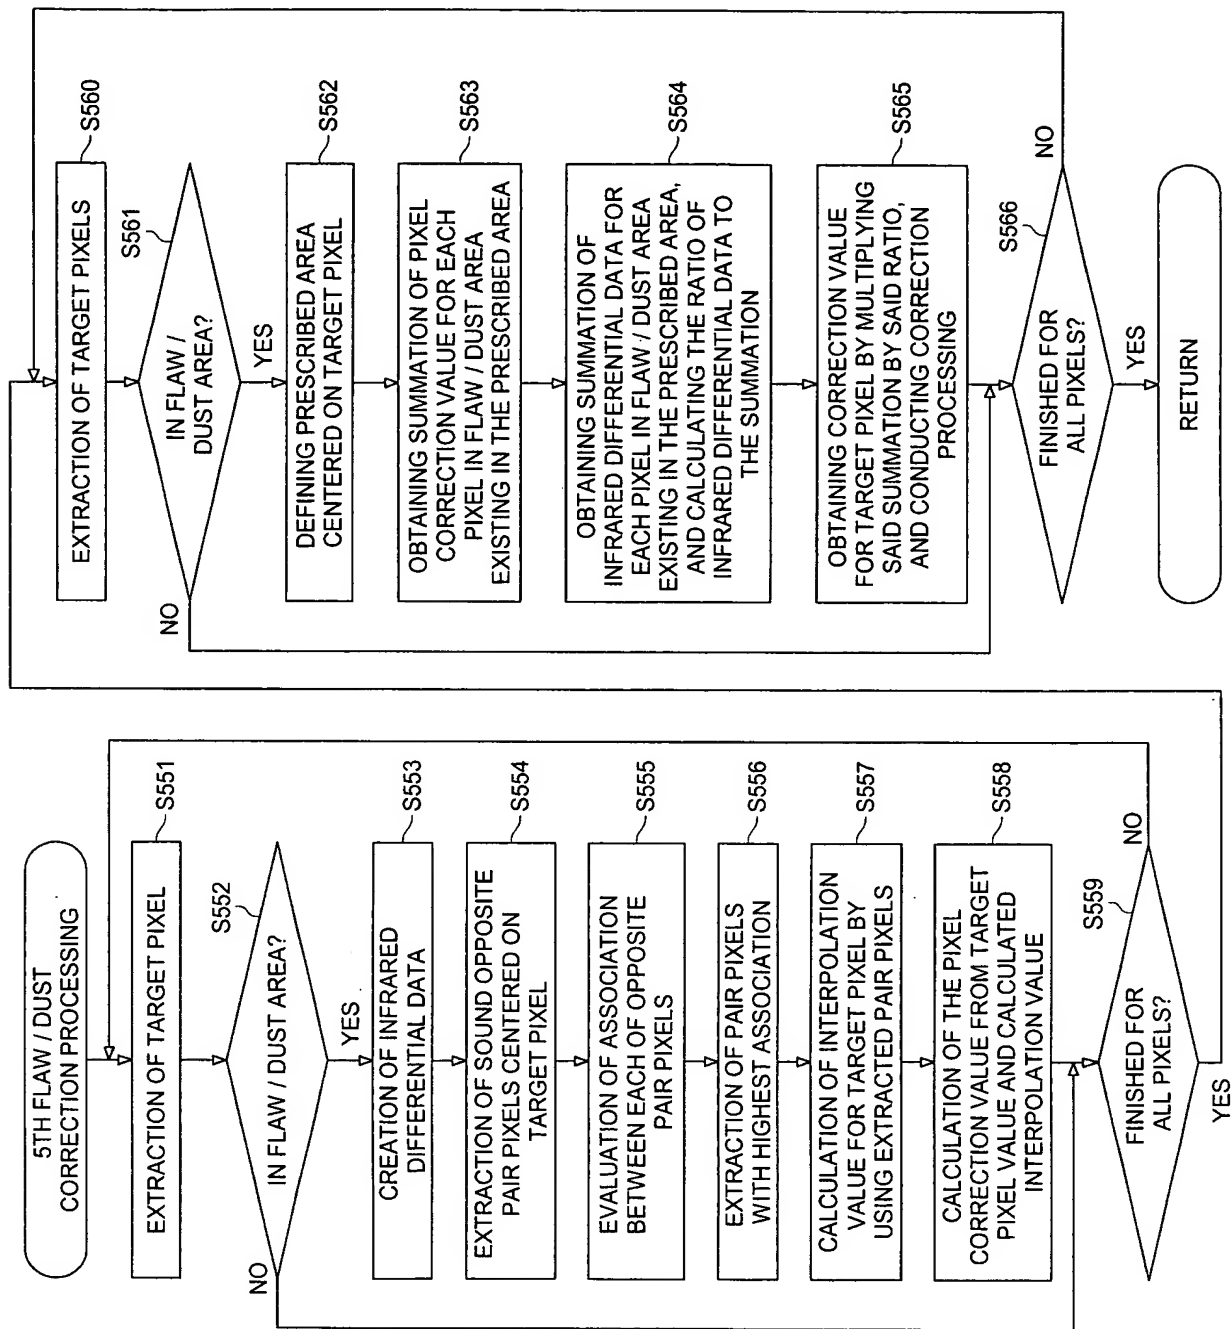 5TH FLAW / DUST
CORRECTION PROCESSING
EXTRACTION OF TARGET PIXEL
S551
IN FLAW / DUST AREA?
S552
NO
YES
CREATION OF INFRARED
DIFFERENTIAL DATA
S553
EXTRACTION OF SOUND OPPOSITE
PAIR PIXELS CENTERED ON
TARGET PIXEL
S554
EVALUATION OF ASSOCIATION
BETWEEN EACH OF OPPOSITE
PAIR PIXELS
S555
EXTRACTION OF PAIR PIXELS
WITH HIGHEST ASSOCIATION
S556
CALCULATION OF INTERPOLATION
VALUE FOR TARGET PIXEL BY
USING EXTRACTED PAIR PIXELS
S557
CALCULATION OF THE PIXEL
CORRECTION VALUE FROM TARGET
PIXEL VALUE AND CALCULATED
INTERPOLATION VALUE
S558
FINISHED FOR
ALL PIXELS?
S559
NO
YES
EXTRACTION OF TARGET PIXELS
S560
IN FLAW /
DUST AREA?
S561
NO
YES
DEFINING PRESCRIBED AREA
CENTERED ON TARGET PIXEL
S562
OBTAINING SUMMATION OF PIXEL
CORRECTION VALUE FOR EACH
PIXEL IN FLAW / DUST AREA
EXISTING IN THE PRESCRIBED AREA
S563
OBTAINING SUMMATION OF
INFRARED DIFFERENTIAL DATA FOR
EACH PIXEL IN FLAW / DUST AREA
EXISTING IN THE PRESCRIBED AREA,
AND CALCULATING THE RATIO OF
INFRARED DIFFERENTIAL DATA TO
THE SUMMATION
S564
OBTAINING CORRECTION VALUE
FOR TARGET PIXEL BY MULTIPLYING
SAID SUMMATION BY SAID RATIO,
AND CONDUCTING CORRECTION
PROCESSING
S565
FINISHED FOR
ALL PIXELS?
S566
NO
YES
RETURN